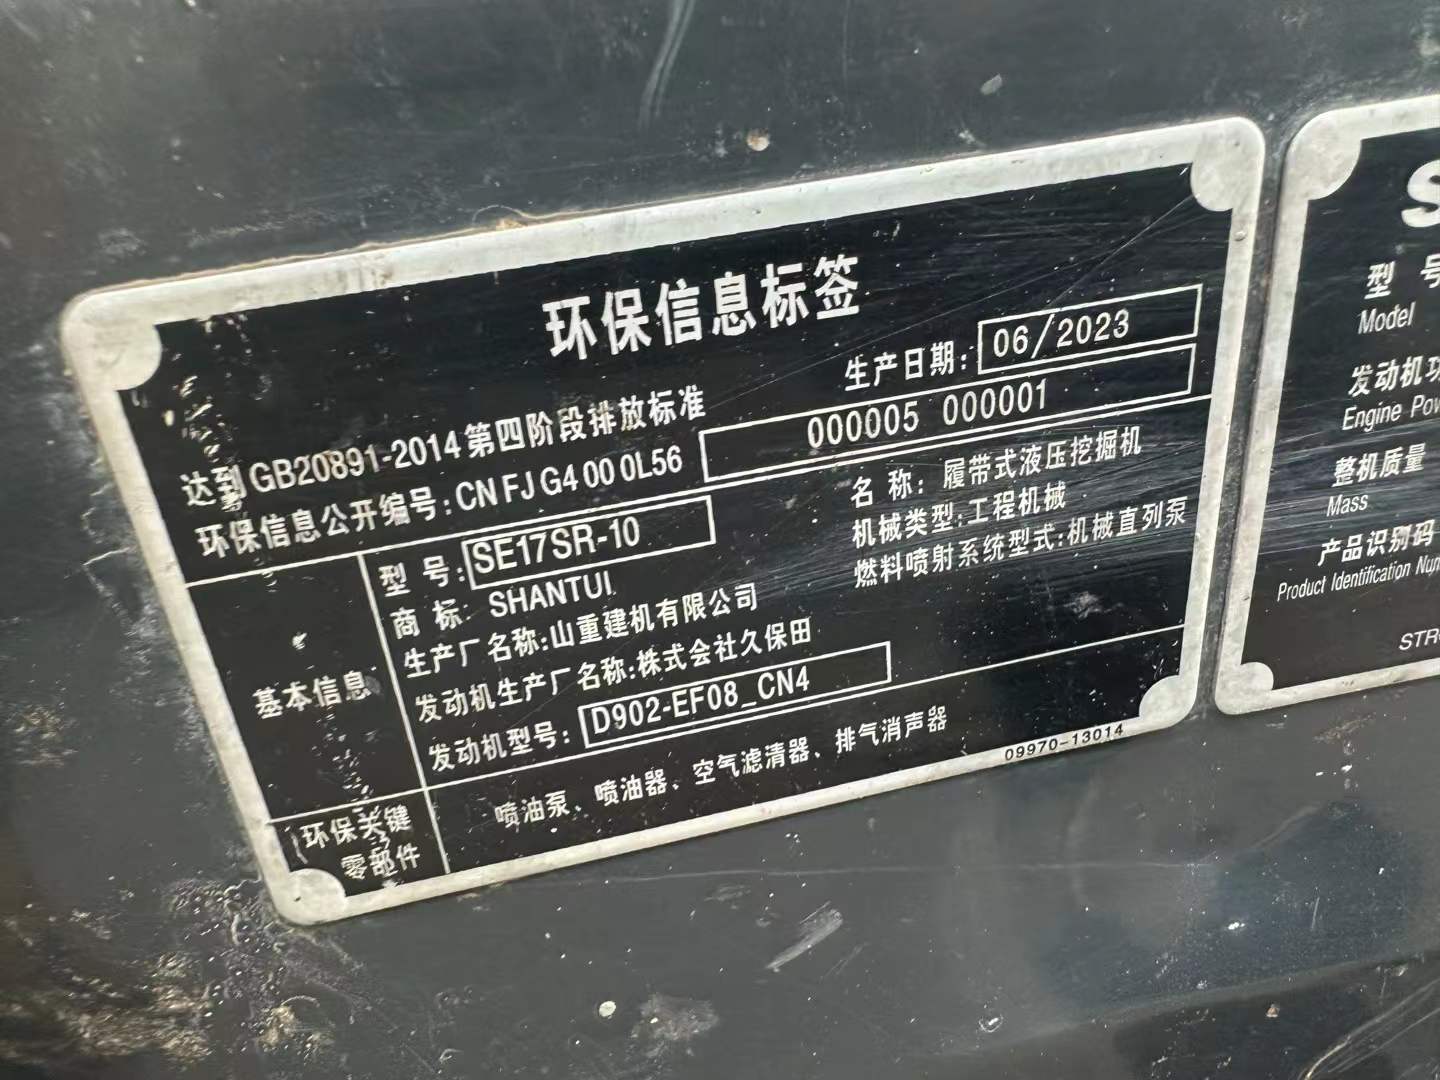 环保信息标签
生产日期: 06/2023
达到GB20891-2014第四阶段排放标准
环保信息公开编号:CN FJ G4 00 0L56 000005 000001
基本信息
型 号: SE17SR-10
商 标: SHANTUI
生产厂名称:山重建机有限公司
发动机生产厂名称:株式会社久保田
发动机型号: D902-EF08_CN4
名 称: 履带式液压挖掘机
机械类型:工程机械
燃料喷射系统型式:机械直列泵
环保关键
零部件
喷油泵、喷油器、空气滤清器、排气消声器
09970-13014
型 号
Model
发动机功
Engine Pow
整机质量
Mass
产品识别码
Product Identification Num
STR